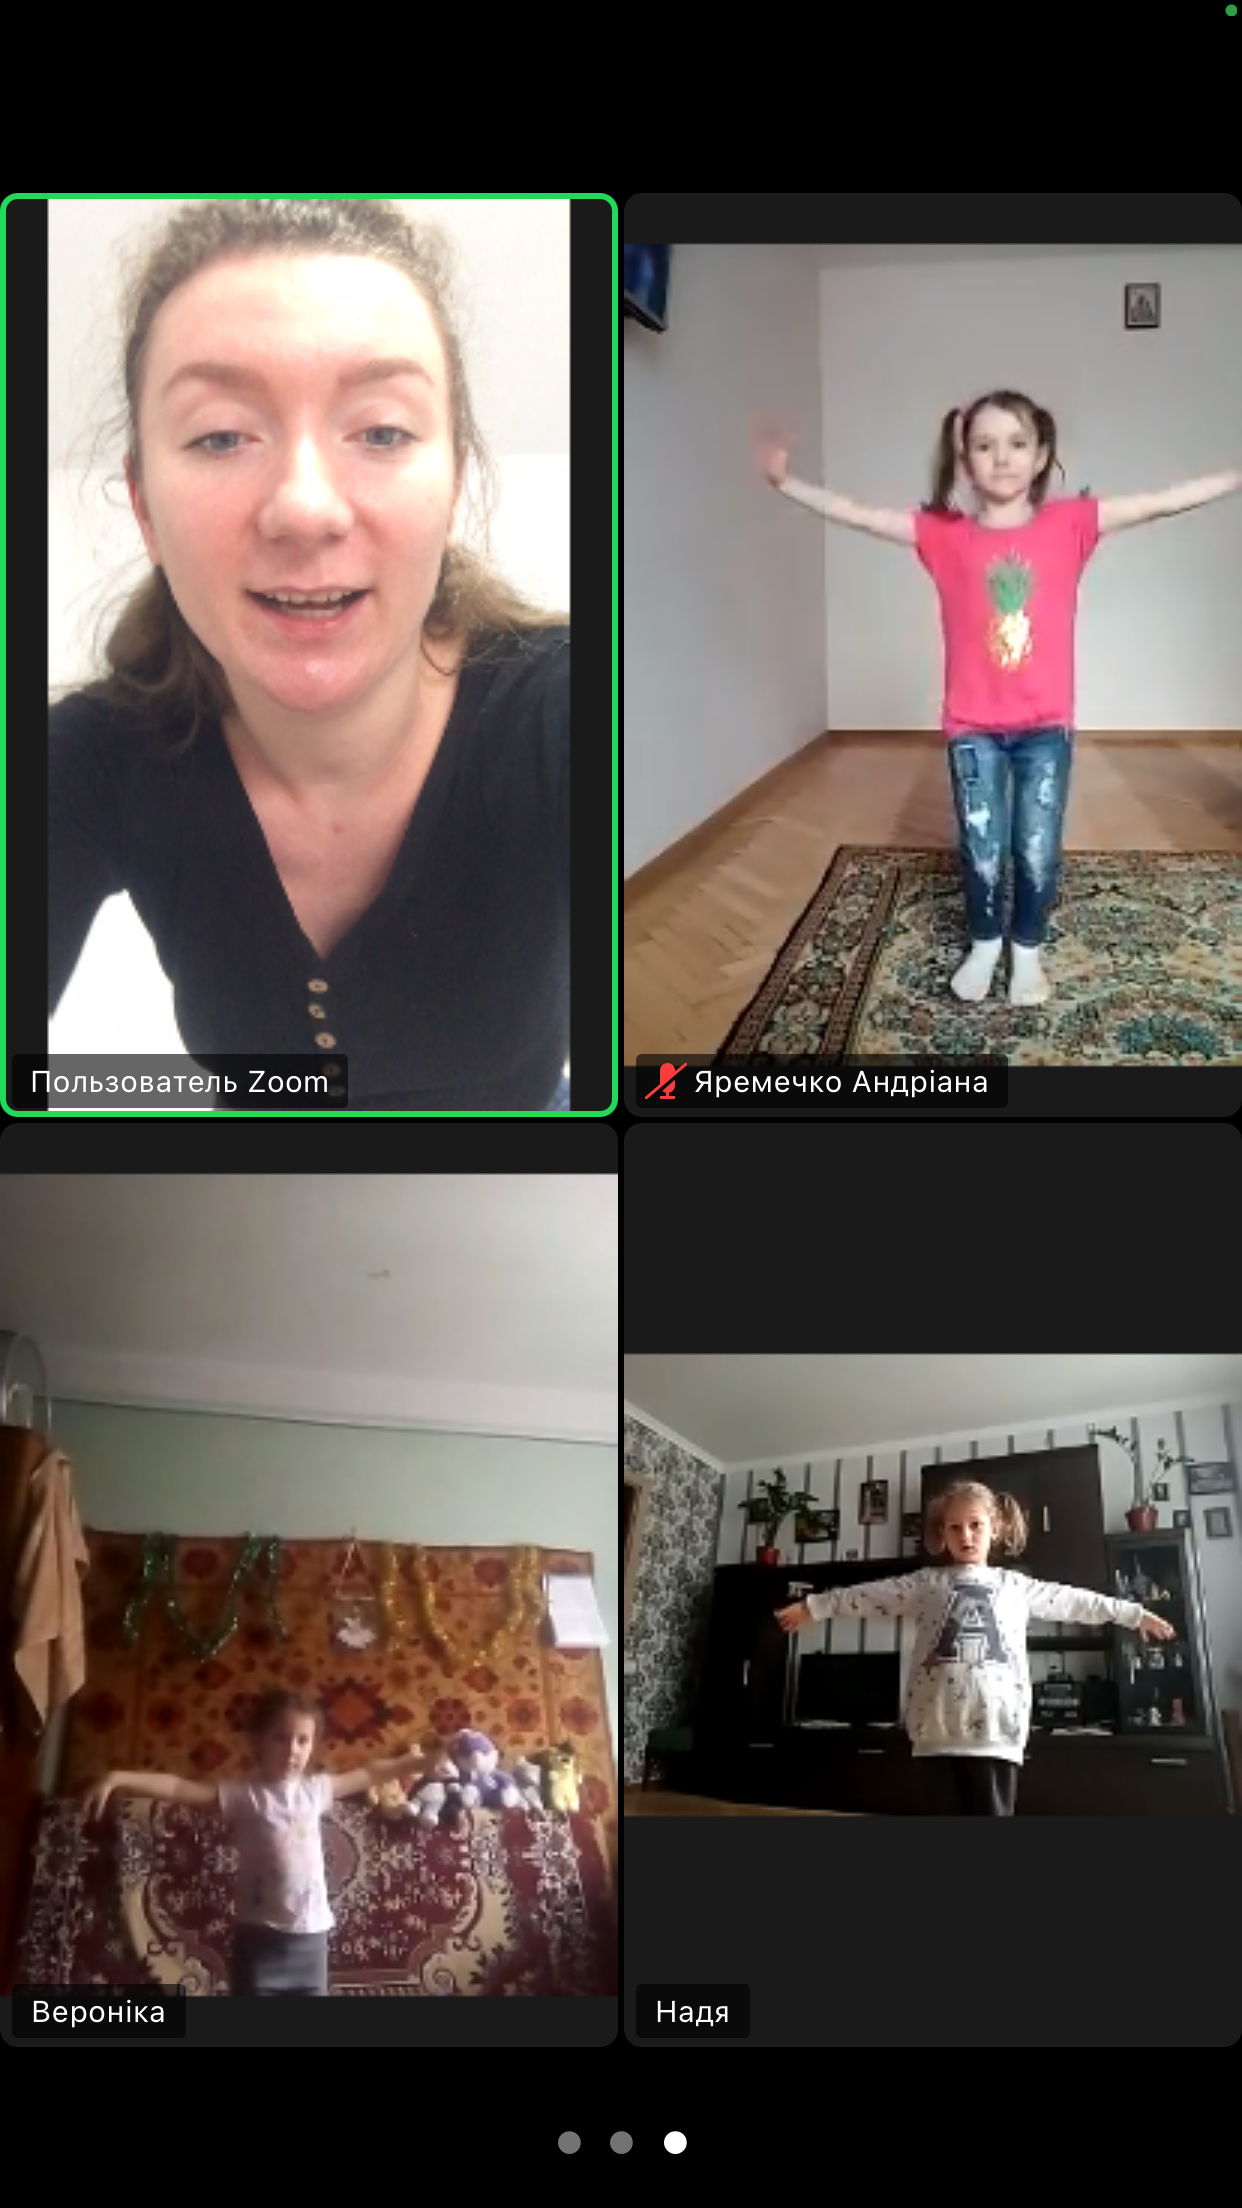 Пользователь Zoom
Яремечко Андріана
A
Вероніка
Надя